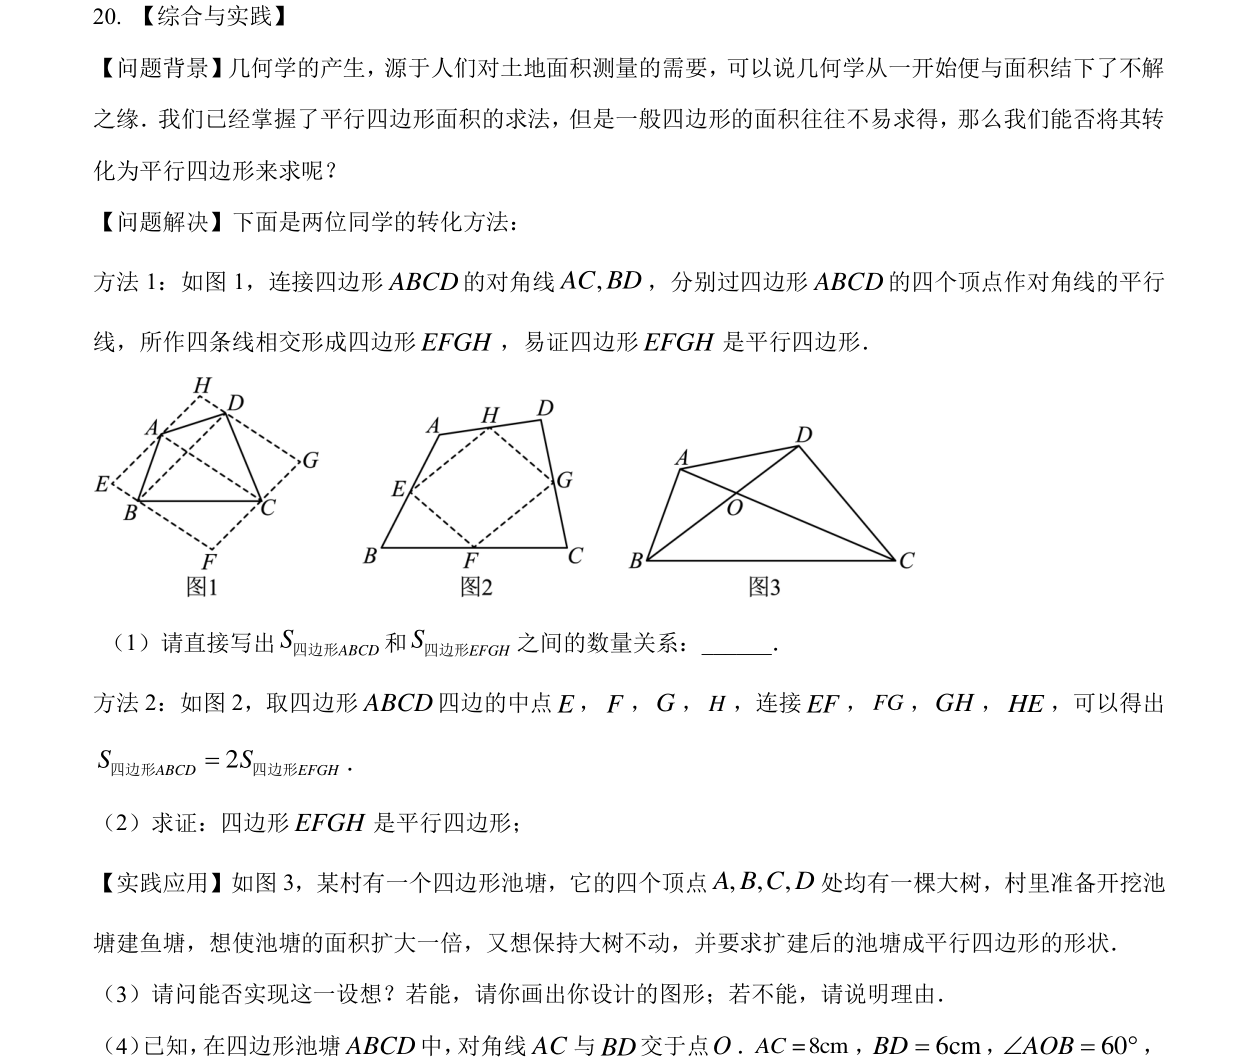 20. 【综合与实践】
【问题背景】几何学的产生，源于人们对土地面积测量的需要，可以说几何学从一开始便与面积结下了不解
之缘．我们已经掌握了平行四边形面积的求法，但是一般四边形的面积往往不易求得，那么我们能否将其转
化为平行四边形来求呢？
【问题解决】下面是两位同学的转化方法：
方法 1：如图 1，连接四边形 ABCD 的对角线 AC, BD ，分别过四边形 ABCD 的四个顶点作对角线的平行
线，所作四条线相交形成四边形 EFGH ，易证四边形 EFGH 是平行四边形．
H D A G E B C F
图1
A H D E G B F C
图2
A D O B C
图3
（1）请直接写出 S四边形ABCD 和 S四边形EFGH 之间的数量关系：______．
方法 2：如图 2，取四边形 ABCD 四边的中点 E ， F ， G ， H ，连接 EF ， FG ， GH ， HE ，可以得出
S四边形ABCD = 2S四边形EFGH ．
（2）求证：四边形 EFGH 是平行四边形；
【实践应用】如图 3，某村有一个四边形池塘，它的四个顶点 A, B, C, D 处均有一棵大树，村里准备开挖池
塘建鱼塘，想使池塘的面积扩大一倍，又想保持大树不动，并要求扩建后的池塘成平行四边形的形状．
（3）请问能否实现这一设想？若能，请你画出你设计的图形；若不能，请说明理由．
（4）已知，在四边形池塘 ABCD 中，对角线 AC 与 BD 交于点 O ．AC = 8cm ，BD = 6cm ，∠AOB = 60° ，